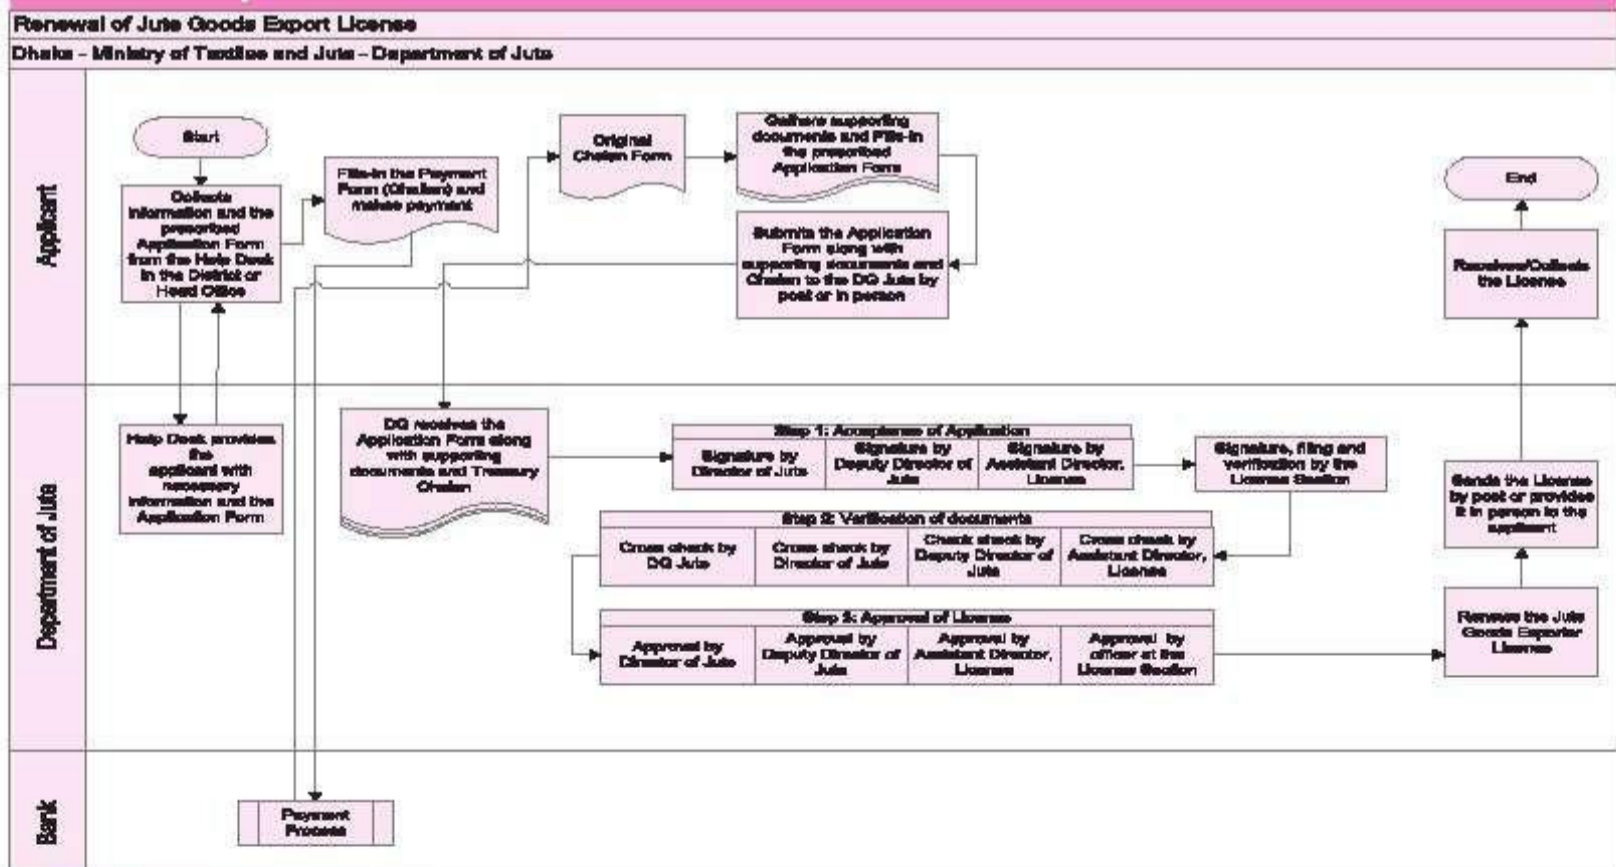 Renewal of Jute Goods Export License
Dhaka - Ministry of Textiles and Jute - Department of Jute
Applicant
Start
Collects
information and the
prescribed
Application Form
from the Help Desk
in the District or
Head Office
Fills-in the Payment
Form (Chalan) and
makes payment
Original
Chalan Form
Gathers supporting
documents and Fills-in
the prescribed
Application Form
Submits the Application
Form along with
supporting documents and
Chalan to the DG Jute by
post or in person
End
Receives/Collects
the License
Department of Jute
Help Desk provides
the
applicant with
necessary
information and the
Application Form
DG receives the
Application Form along
with supporting
documents and Treasury
Chalan
Step 1: Acceptance of Application
Signature by
Director of Jute
Signature by
Deputy Director of
Jute
Signature by
Assistant Director,
License
Signature, filing and
verification by the
License Section
Step 2: Verification of documents
Cross check by
DG Jute
Cross check by
Director of Jute
Check check by
Deputy Director of
Jute
Cross check by
Assistant Director,
License
Step 3: Approval of License
Approval by
Director of Jute
Approval by
Deputy Director of
Jute
Approval by
Assistant Director,
License
Approval by
officer at the
License Section
Sends the License
by post or provides
it in person to the
applicant
Renews the Jute
Goods Exporter
License
Bank
Payment
Process